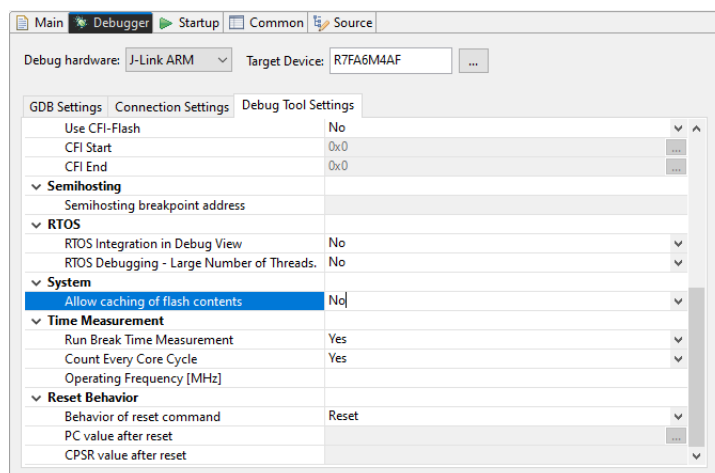 Main Debugger Startup Common Source
Debug hardware: J-Link ARM Target Device: R7FA6M4AF ...
GDB Settings Connection Settings Debug Tool Settings
Use CFI-Flash No
CFI Start 0x0 ...
CFI End 0x0 ...
Semihosting
Semihosting breakpoint address
RTOS
RTOS Integration in Debug View No
RTOS Debugging - Large Number of Threads. No
System
Allow caching of flash contents No
Time Measurement
Run Break Time Measurement Yes
Count Every Core Cycle Yes
Operating Frequency [MHz]
Reset Behavior
Behavior of reset command Reset
PC value after reset ...
CPSR value after reset